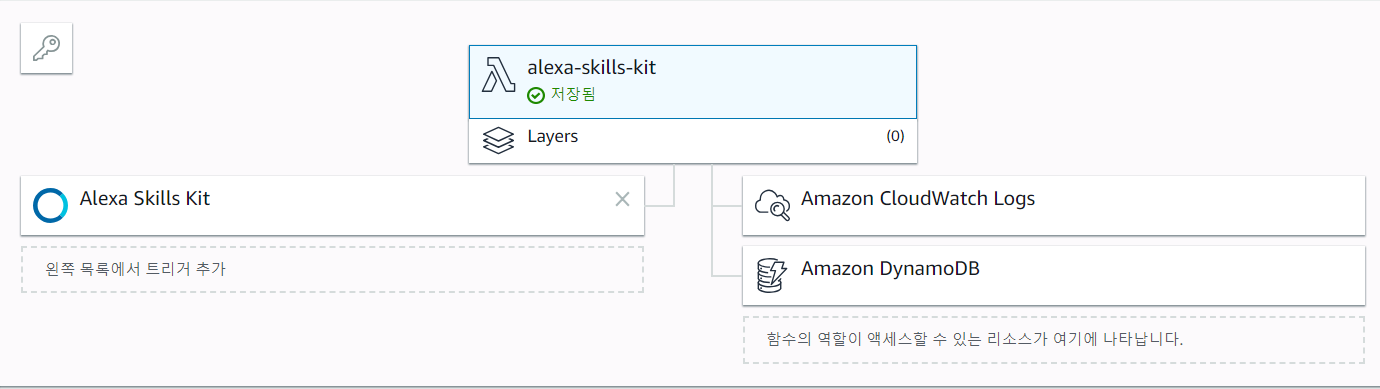 alexa-skills-kit
저장됨
Layers
(0)
Alexa Skills Kit
왼쪽 목록에서 트리거 추가
Amazon CloudWatch Logs
Amazon DynamoDB
함수의 역할이 액세스할 수 있는 리소스가 여기에 나타납니다.